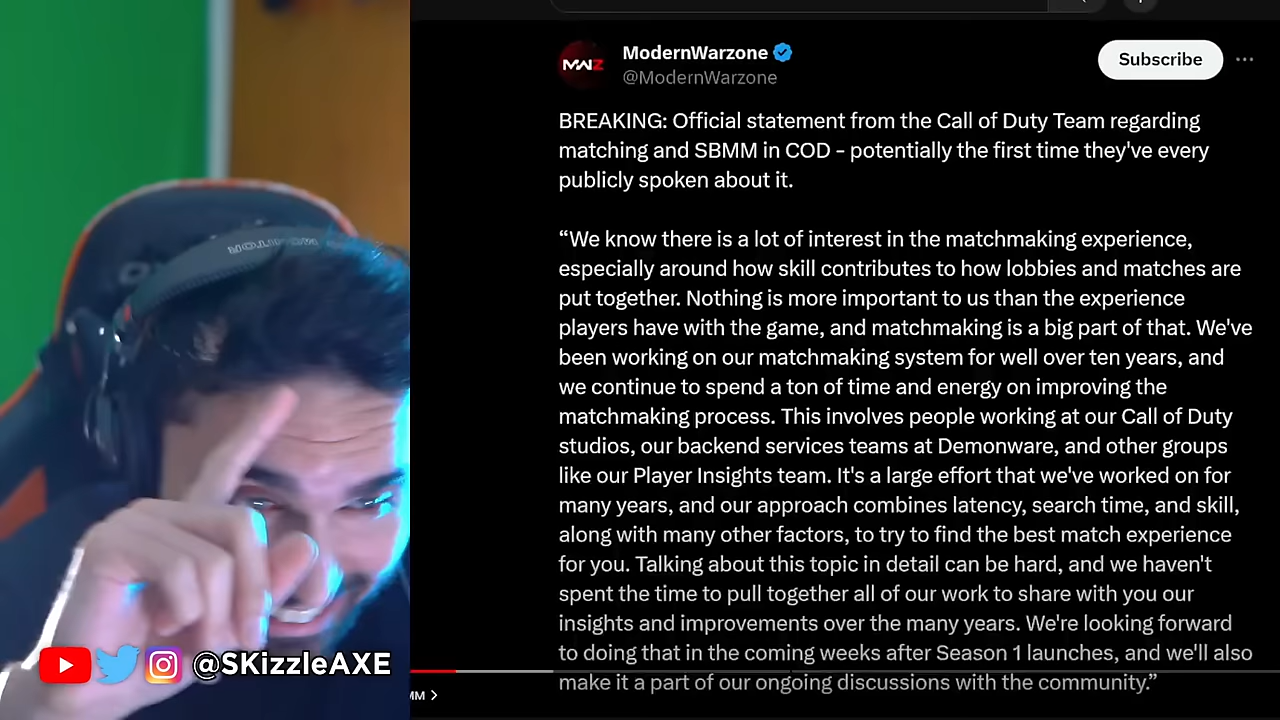 ModernWarzone
MWZ
@ModernWarzone
Subscribe
BREAKING: Official statement from the Call of Duty Team regarding
matching and SBMM in COD - potentially the first time they've every
publicly spoken about it.
“We know there is a lot of interest in the matchmaking experience,
especially around how skill contributes to how lobbies and matches are
put together. Nothing is more important to us than the experience
players have with the game, and matchmaking is a big part of that. We've
been working on our matchmaking system for well over ten years, and
we continue to spend a ton of time and energy on improving the
matchmaking process. This involves people working at our Call of Duty
studios, our backend services teams at Demonware, and other groups
like our Player Insights team. It's a large effort that we've worked on for
many years, and our approach combines latency, search time, and skill,
along with many other factors, to try to find the best match experience
for you. Talking about this topic in detail can be hard, and we haven't
spent the time to pull together all of our work to share with you our
insights and improvements over the many years. We're looking forward
to doing that in the coming weeks after Season 1 launches, and we'll also
make it a part of our ongoing discussions with the community.”
@SKizzleAXE